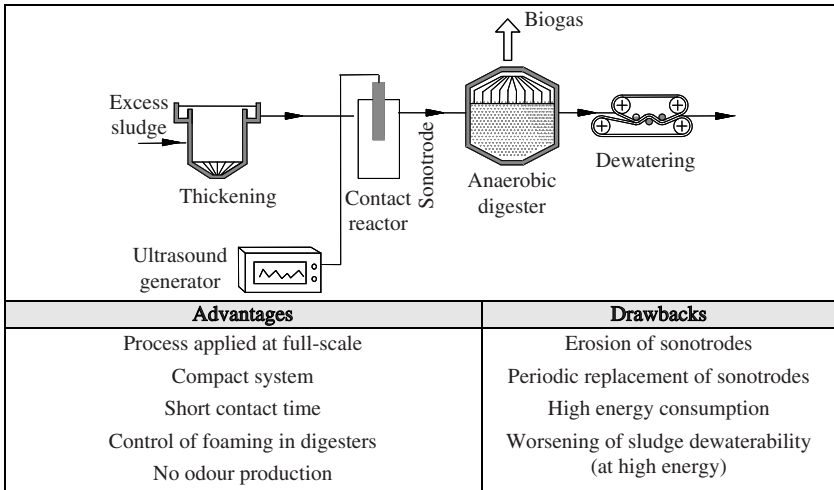 Biogas
Excess
sludge
Thickening
Contact
reactor
Sonotrode
Anaerobic
digester
Dewatering
Ultrasound
generator
Advantages
Drawbacks
Process applied at full-scale
Erosion of sonotrodes
Compact system
Periodic replacement of sonotrodes
Short contact time
High energy consumption
Control of foaming in digesters
Worsening of sludge dewaterability
(at high energy)
No odour production